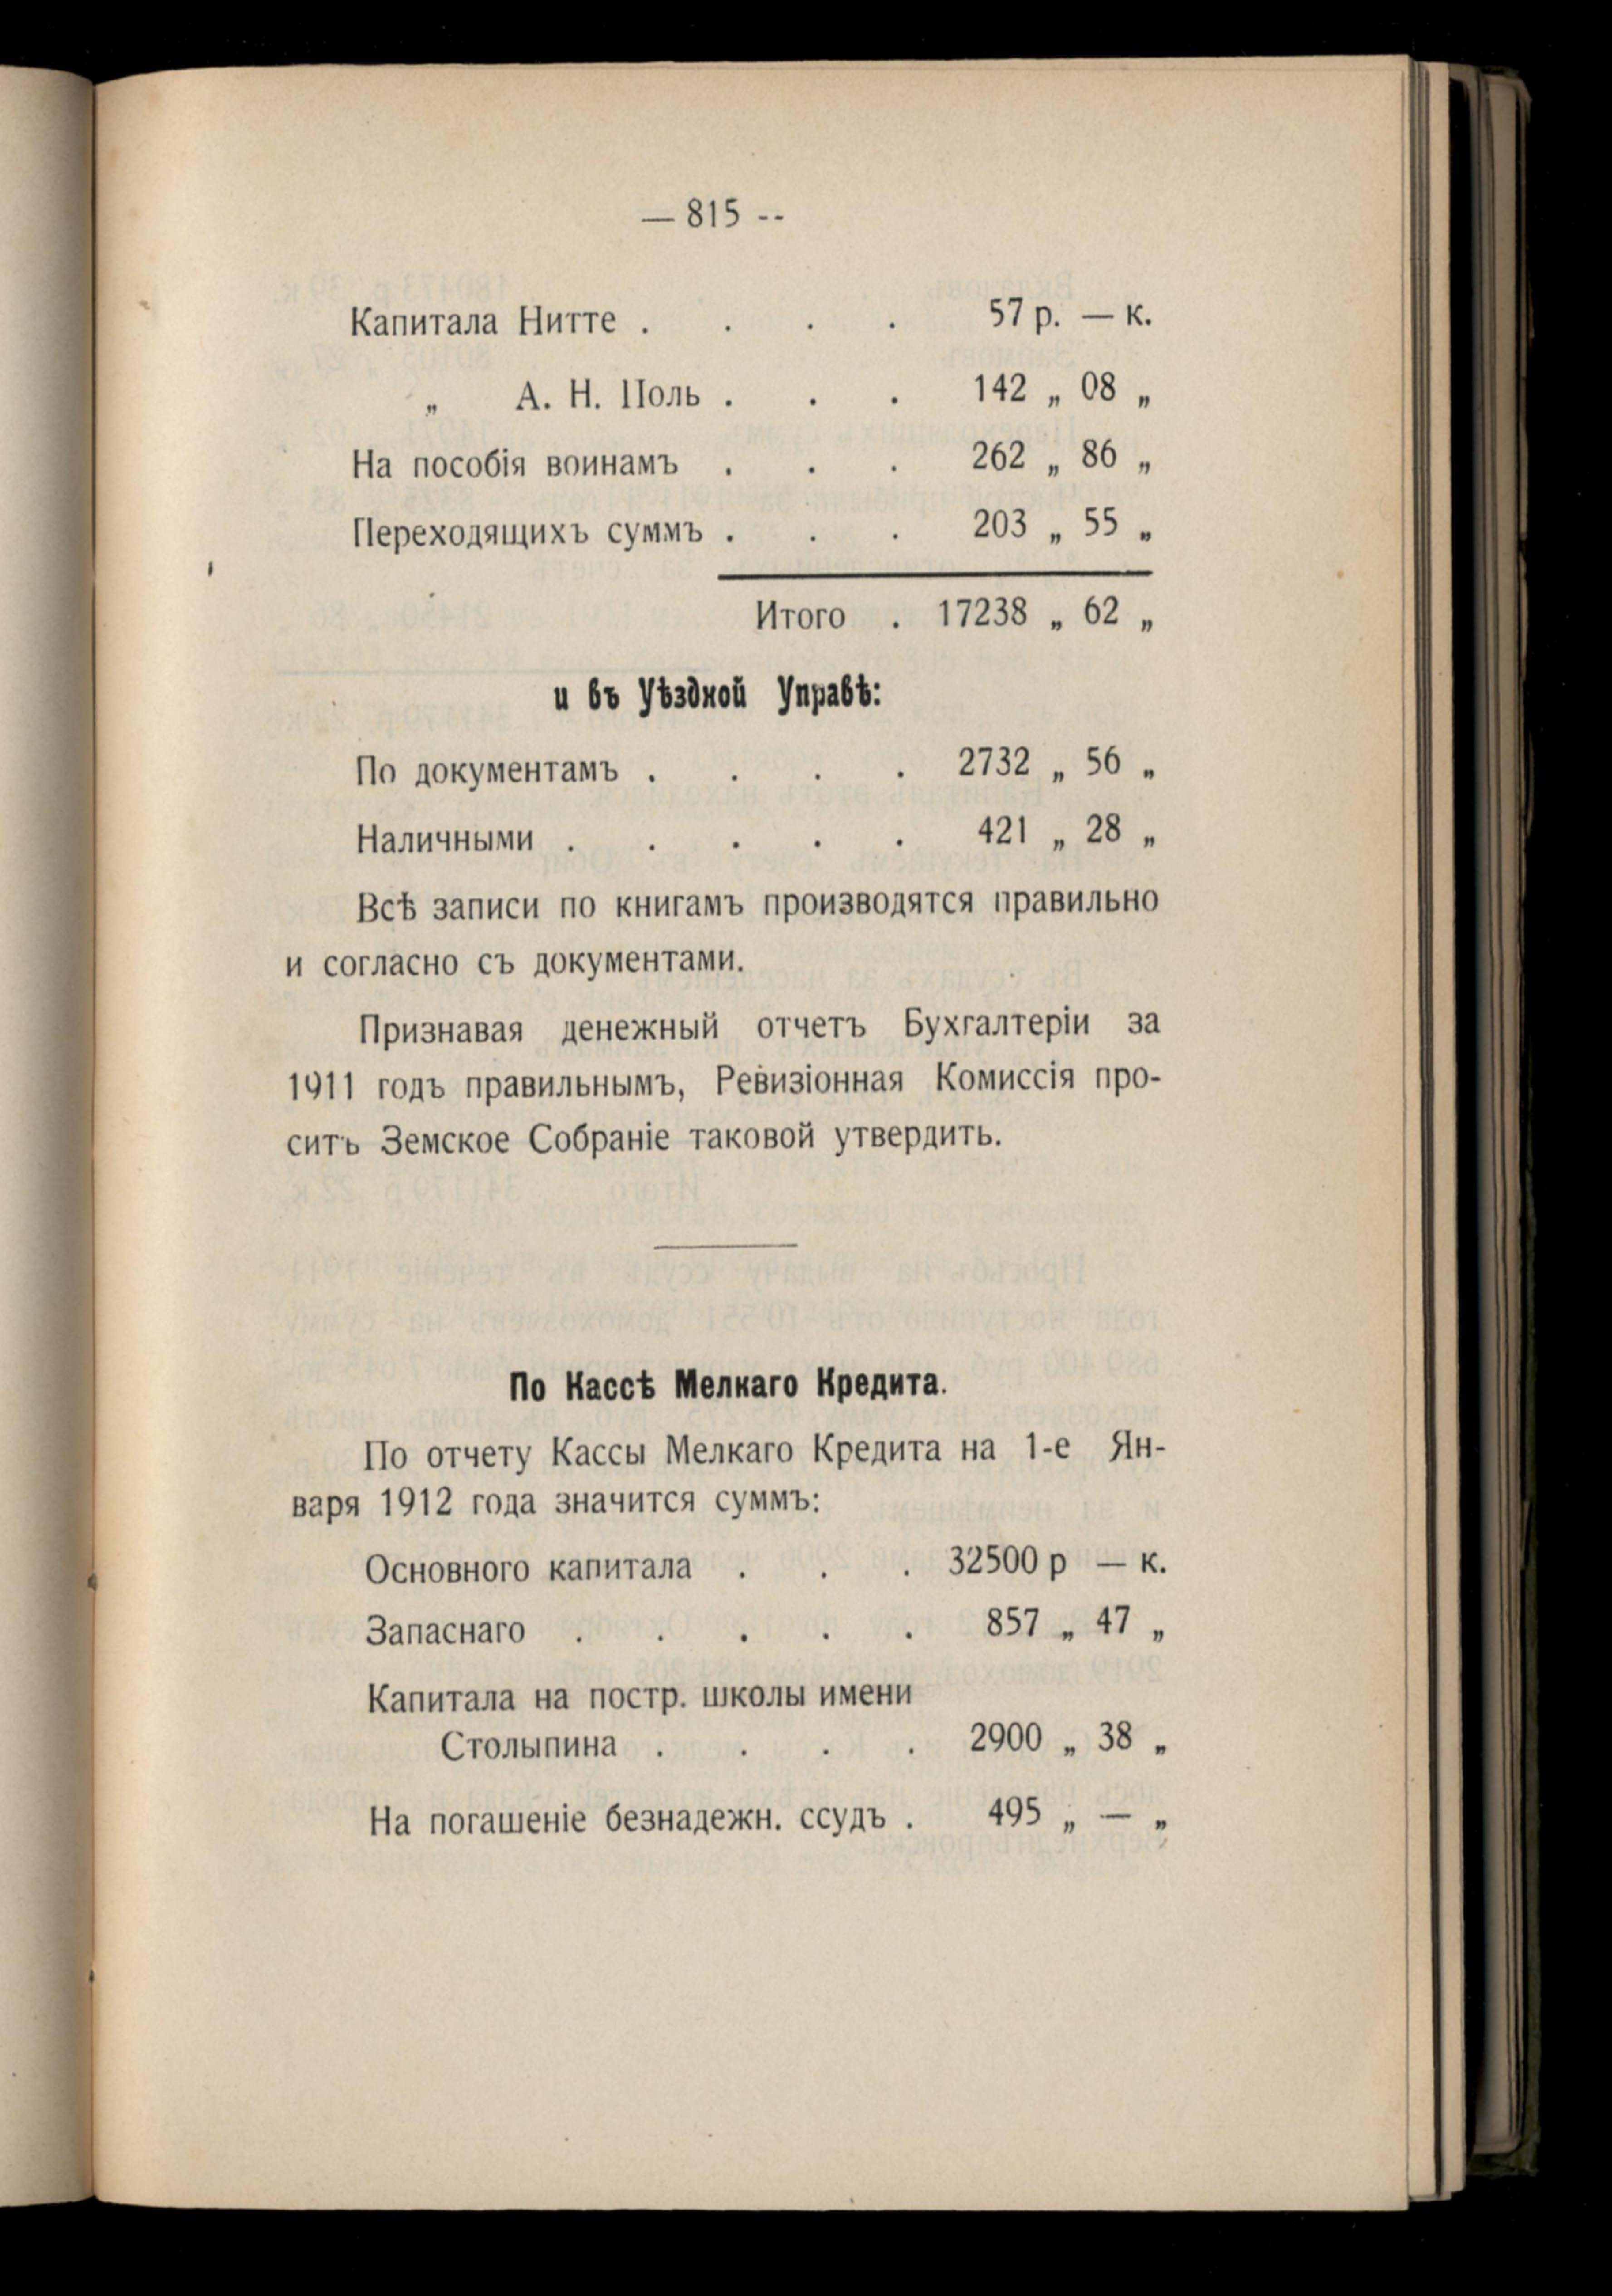 — 815 --
Капитала Нитте . . . . 57 р. — к.
„ А. Н. Поль . . . 142 „ 08 „
На пособія воинамъ . . . 262 „ 86 „
Переходящихъ суммъ . . . 203 „ 55 „
Итого . 17238 „ 62 „
и въ Уѣздной Управѣ:
По документамъ . . . . 2732 „ 56 „
Наличными . . . . . 421 „ 28 „
Всѣ записи по книгамъ производятся правильно
и согласно съ документами.
Признавая денежный отчетъ Бухгалтеріи за
1911 годъ правильнымъ, Ревизіонная Комиссія про-
ситъ Земское Собраніе таковой утвердить.
По Кассѣ Мелкаго Кредита.
По отчету Кассы Мелкаго Кредита на 1-е Ян-
варя 1912 года значится суммъ:
Основного капитала . . . 32500 р — к.
Запаснаго . . . . . 857 „ 47 „
Капитала на постр. школы имени
Столыпина . . . . 2900 „ 38 „
На погашеніе безнадежн. ссудъ . 495 „ — „